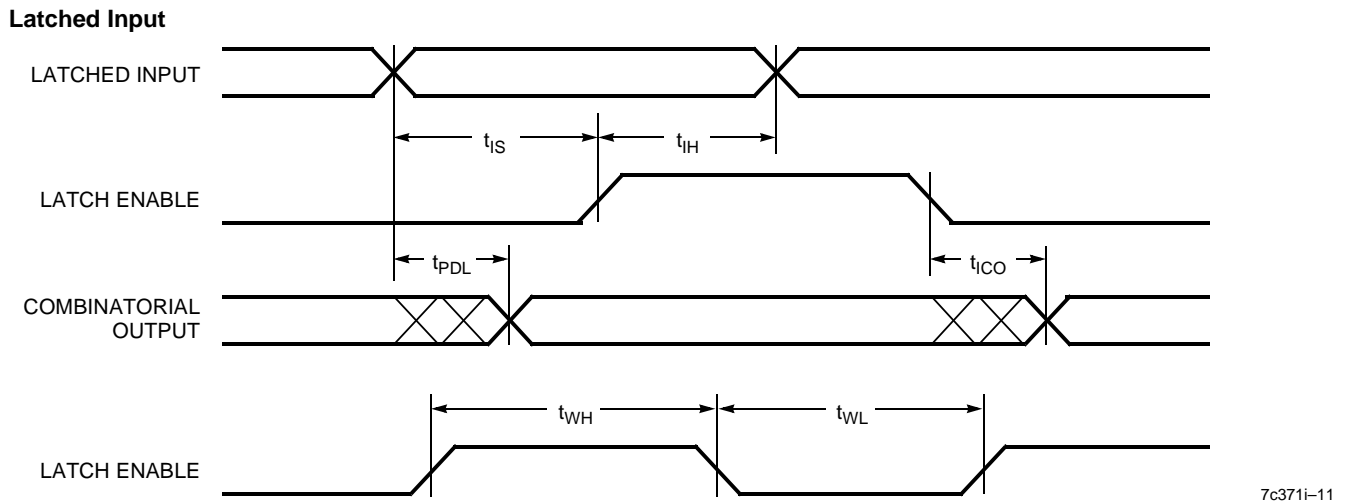 Latched Input
LATCHED INPUT
tIS
tIH
LATCH ENABLE
tPDL
tICO
COMBINATORIAL
OUTPUT
tWH
tWL
LATCH ENABLE
7c371i–11